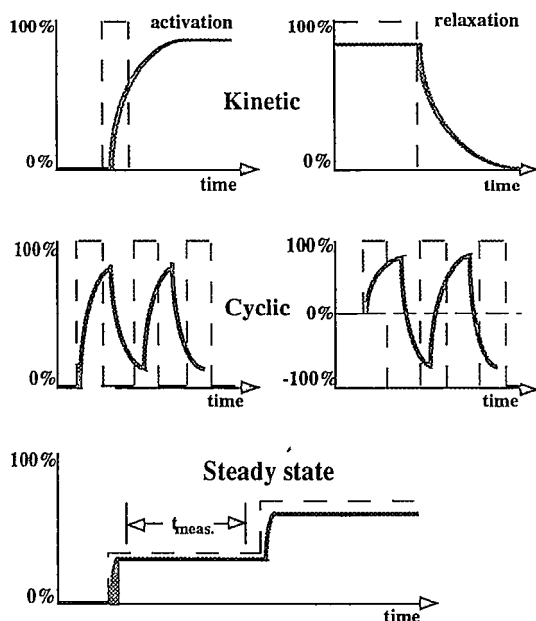 100%
activation
0%
time
Kinetic
100%
relaxation
0%
time
100%
0%
time
Cyclic
100%
0%
-100%
time
Steady state
100%
t meas.
0%
time